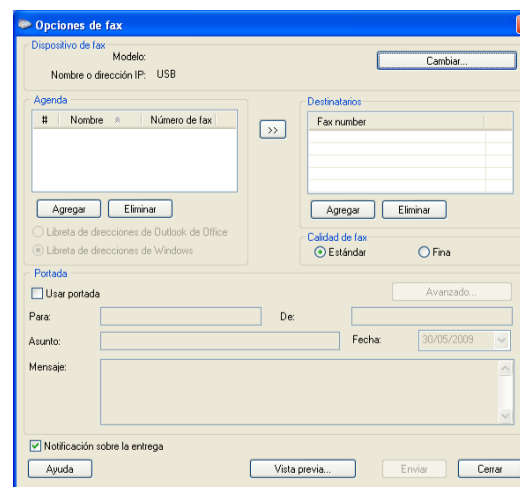 Opciones de fax
Dispositivo de fax
Modelo:
Cambiar...
Nombre o dirección IP: USB
Agenda
# Nombre Número de fax
>>
Agregar Eliminar
Libreta de direcciones de Outlook de Office
Libreta de direcciones de Windows
Destinatarios
Fax number
Agregar Eliminar
Calidad de fax
Estándar Fina
Portada
Usar portada Avanzado...
Para: De:
Asunto: Fecha: 30/05/2009
Mensaje:
Notificación sobre la entrega
Ayuda Vista previa... Enviar Cerrar